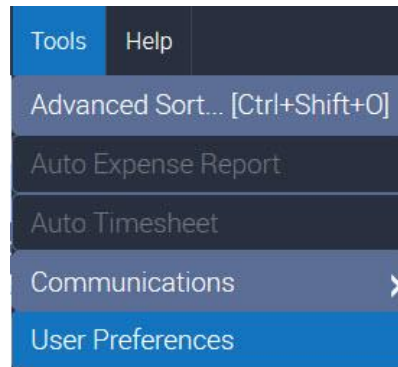 Tools Help
Advanced Sort... [Ctrl+Shift+O]
Auto Expense Report
Auto Timesheet
Communications
User Preferences